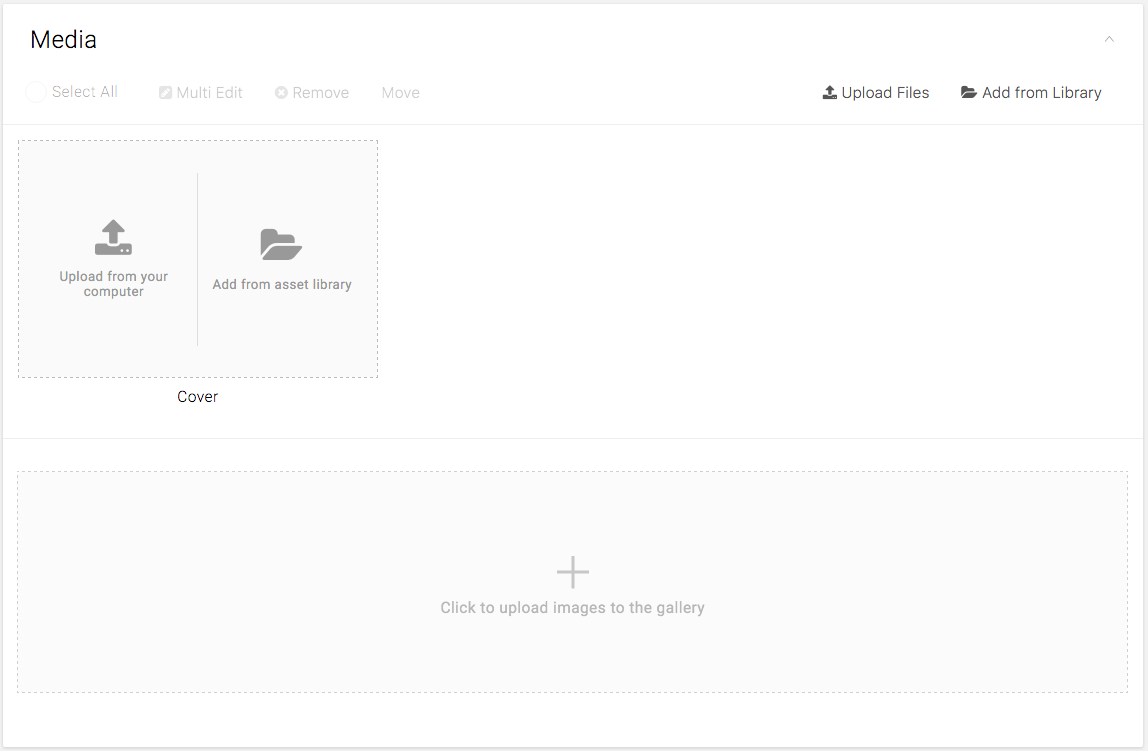 Media
Select All Multi Edit Remove Move Upload Files Add from Library
Upload from your
computer
Add from asset library
Cover
Click to upload images to the gallery